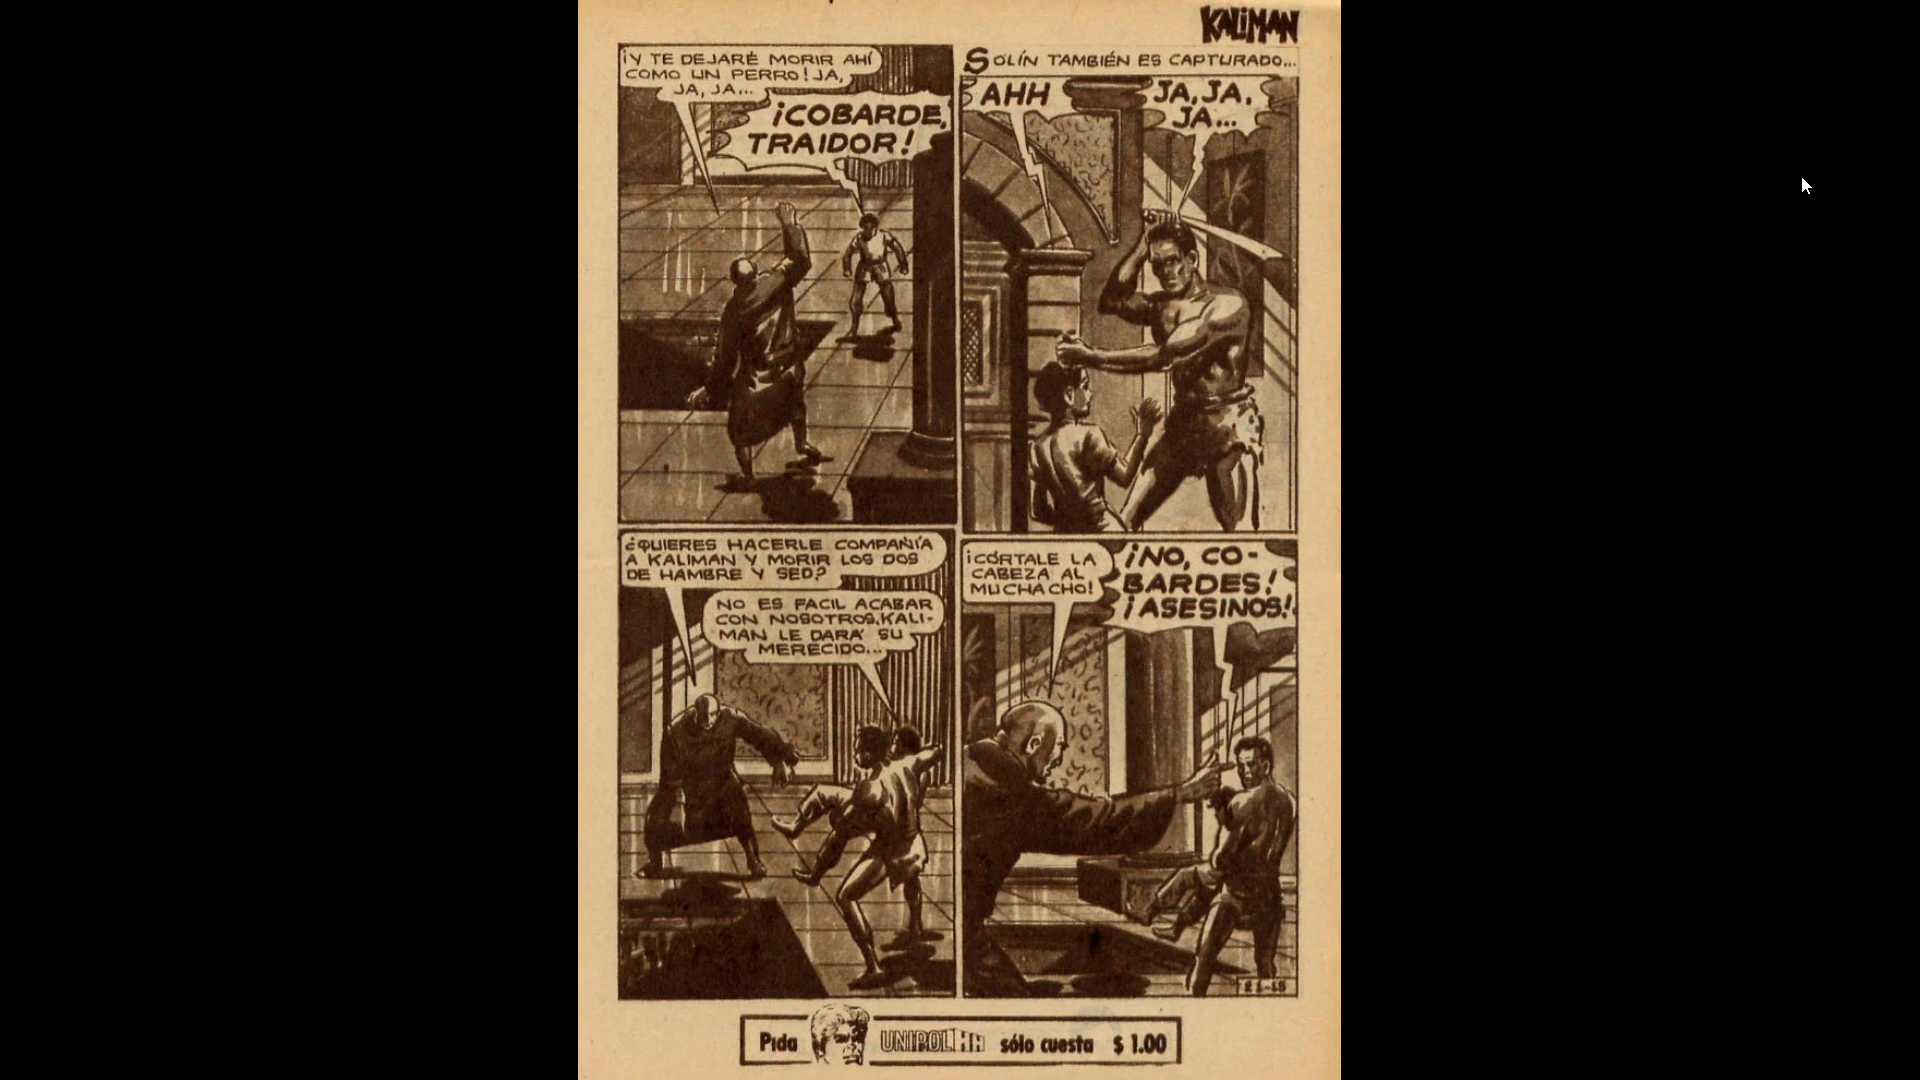 KALIMAN
¡Y TE DEJARÉ MORIR AHÍ
COMO UN PERRO! JA,
JA, JA...
¡COBARDE,
TRAIDOR!
SOLÍN TAMBIÉN ES CAPTURADO...
AHH
JA, JA,
JA...
¿QUIERES HACERLE COMPAÑÍA
A KALIMAN Y MORIR LOS DOS
DE HAMBRE Y SED?
NO ES FACIL ACABAR
CON NOSOTROS, KALI-
MAN LE DARÁ SU
MERECIDO...
¡CÓRTALE LA
CABEZA AL
MUCHACHO!
¡NO, CO-
BARDES!
¡ASESINOS!
Pida UNIPOL sólo cuesta $ 1.00